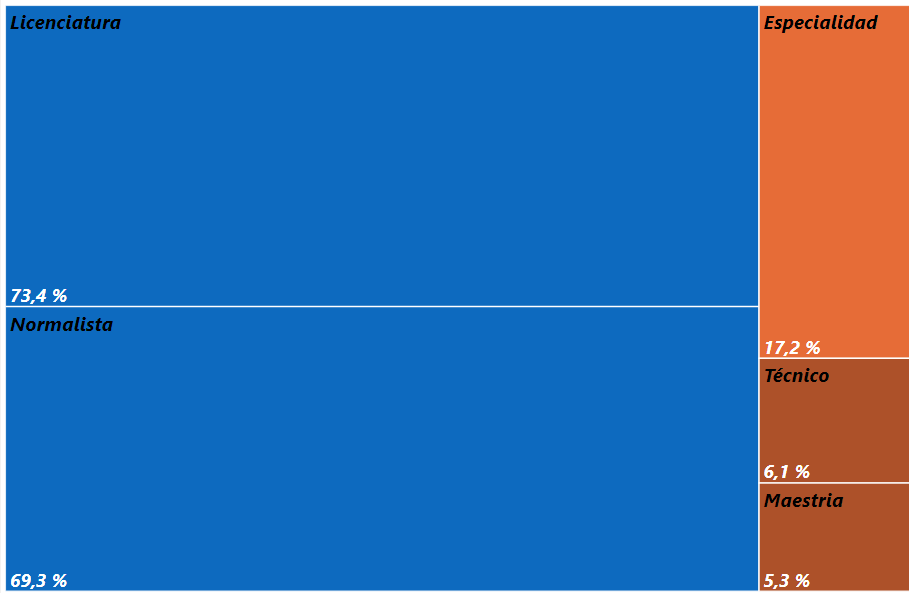 Licenciatura
73,4 %
Normalista
69,3 %
Especialidad
17,2 %
Técnico
6,1 %
Maestria
5,3 %